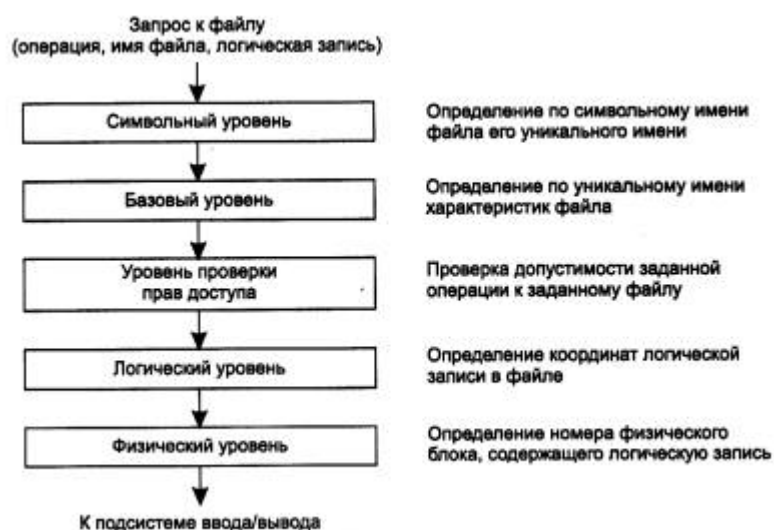 Запрос к файлу
(операция, имя файла, логическая запись)
Символьный уровень
Определение по символьному имени
файла его уникального имени
Базовый уровень
Определение по уникальному имени
характеристик файла
Уровень проверки
прав доступа
Проверка допустимости заданной
операции к заданному файлу
Логический уровень
Определение координат логической
записи в файле
Физический уровень
Определение номера физического
блока, содержащего логическую запись
К подсистеме ввода/вывода